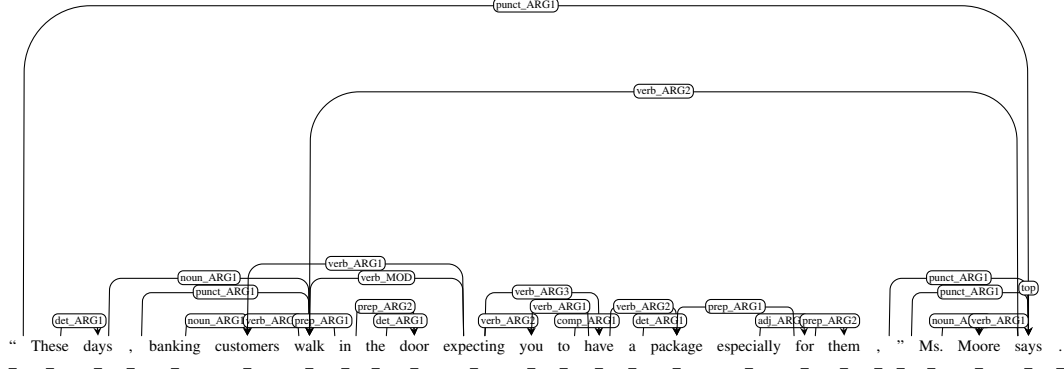 punct_ARG1
verb_ARG2
verb_ARG1
noun_ARG1 verb_MOD punct_ARG1
punct_ARG1 verb_ARG3 punct_ARG1 top
prep_ARG2 verb_ARG1 verb_ARG2 prep_ARG1
det_ARG1 noun_ARG1 prep_ARG1 det_ARG1 verb_ARG2 comp_ARG1 det_ARG1 prep_ARG2 verb_ARG1
“ These days , banking customers walk in the door expecting you to have a package especially for them , ” Ms. Moore says .
_ _ _ _ _ _ _ _ _ _ _ _ _ _ _ _ _ _ _ _ _ _ _ _